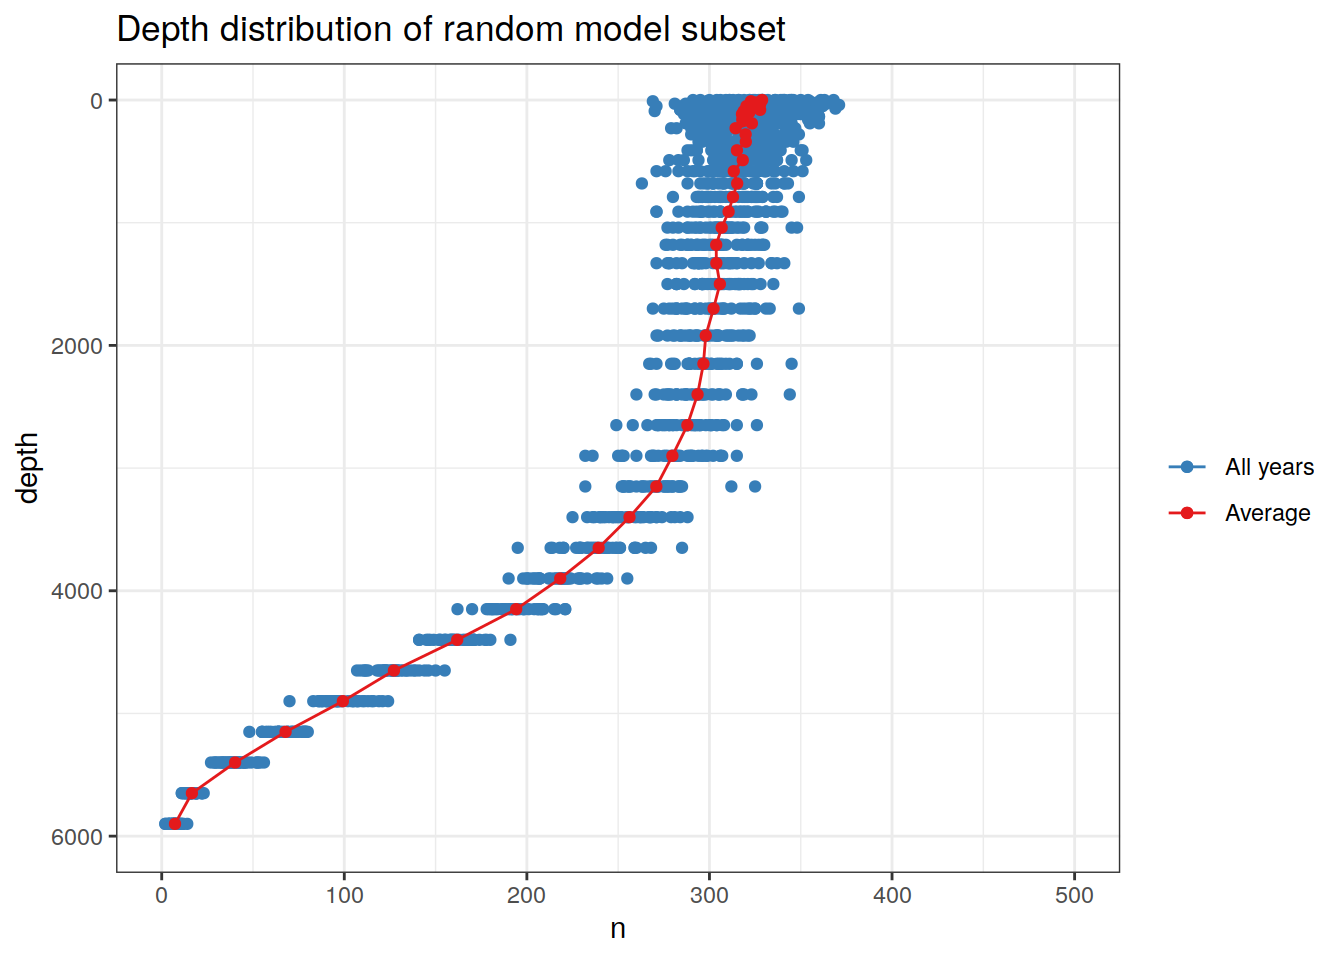 Depth distribution of random model subset
0
2000
4000
6000
depth
0 100 200 300 400 500
n
All years
Average